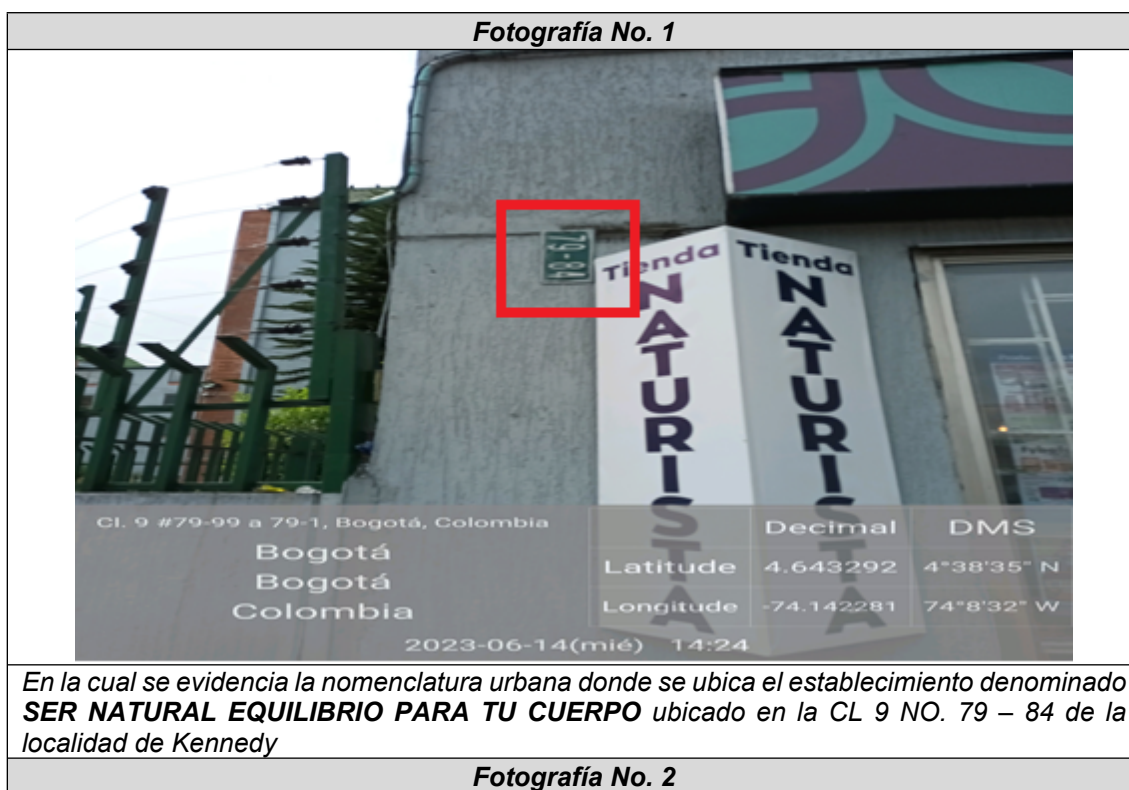 Fotografía No. 1
79-84
Tienda
NATURISTA
Tienda
NATURISTA
Cl. 9 #79-99 a 79-1, Bogotá, Colombia
Bogotá
Bogotá
Colombia
Decimal DMS
Latitude 4.643292 4°38'35" N
Longitude -74.142281 74°8'32" W
2023-06-14(mié) 14:24
En la cual se evidencia la nomenclatura urbana donde se ubica el establecimiento denominado
SER NATURAL EQUILIBRIO PARA TU CUERPO ubicado en la CL 9 NO. 79 – 84 de la
localidad de Kennedy
Fotografía No. 2